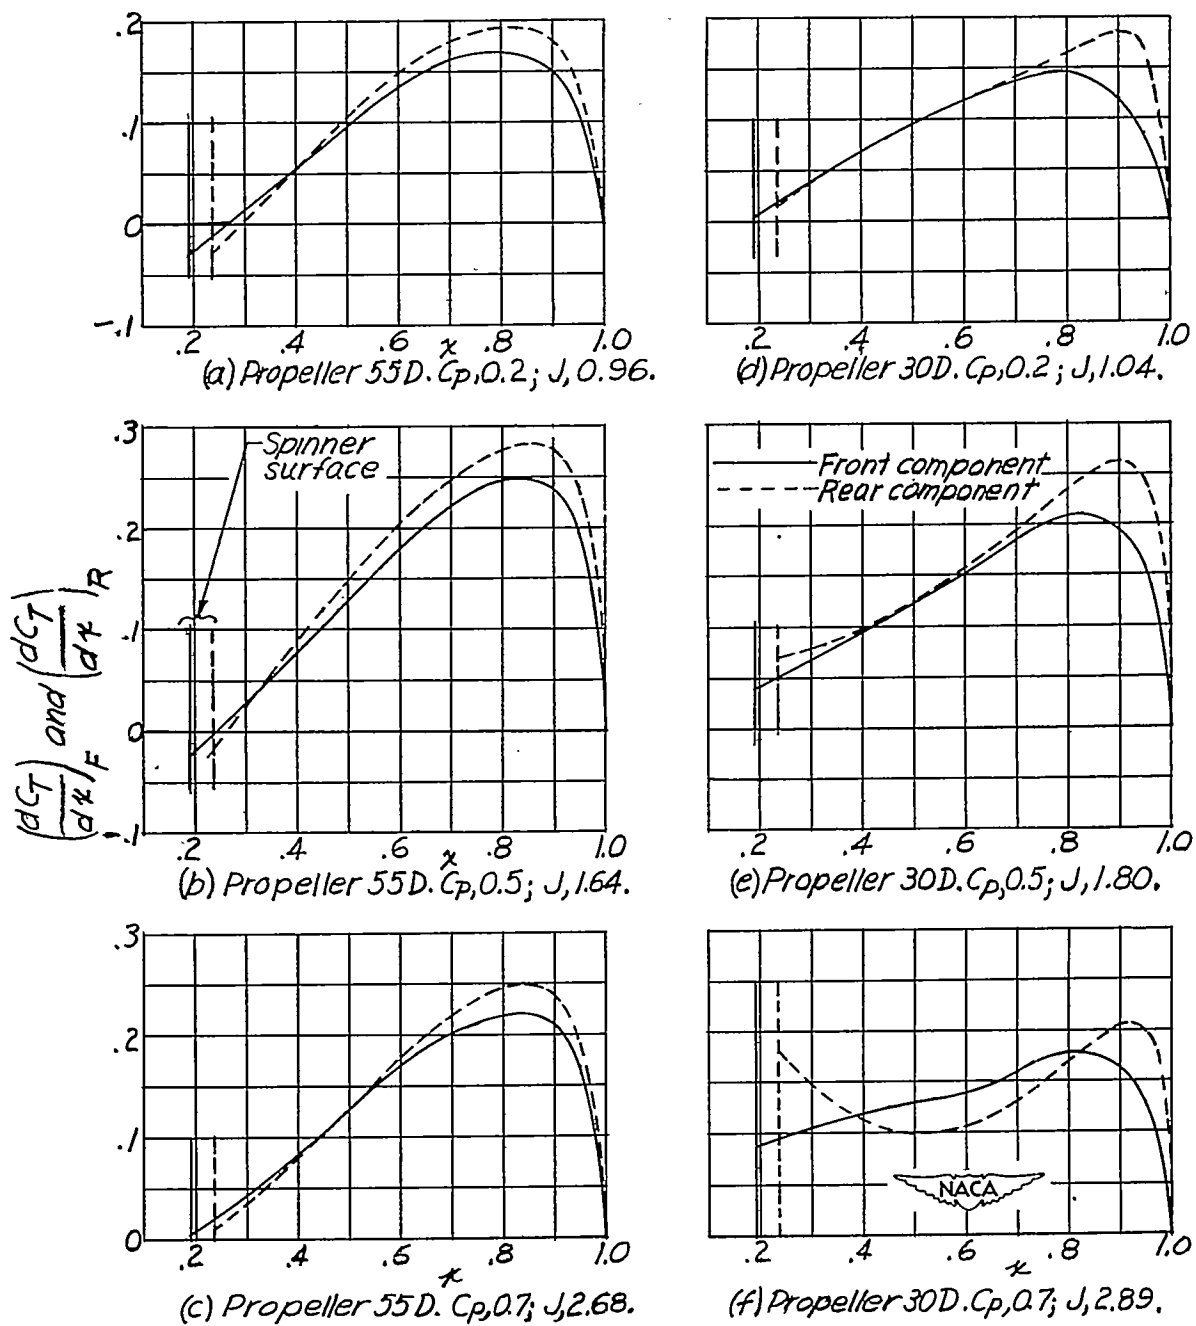 .2
.1
0
-.1
.2 .4 .6 x .8 1.0
(a) Propeller 55D. Cp, 0.2; J, 0.96.
.2 .4 .6 .8 1.0
(d) Propeller 30D. Cp, 0.2; J, 1.04.
(dCT/dx)F and (dCT/dx)R
.3
.2
.1
0
-.1
Spinner
surface
.2 .4 x .6 .8 1.0
(b) Propeller 55D. Cp, 0.5; J, 1.64.
Front component
Rear component
.2 .4 .6 .8 1.0
(e) Propeller 30D. Cp, 0.5; J, 1.80.
.3
.2
.1
0
.2 .4 .6 x .8 1.0
(c) Propeller 55D. Cp, 0.7; J, 2.68.
NACA
.2 .4 .6 x .8 1.0
(f) Propeller 30D. Cp, 0.7; J, 2.89.